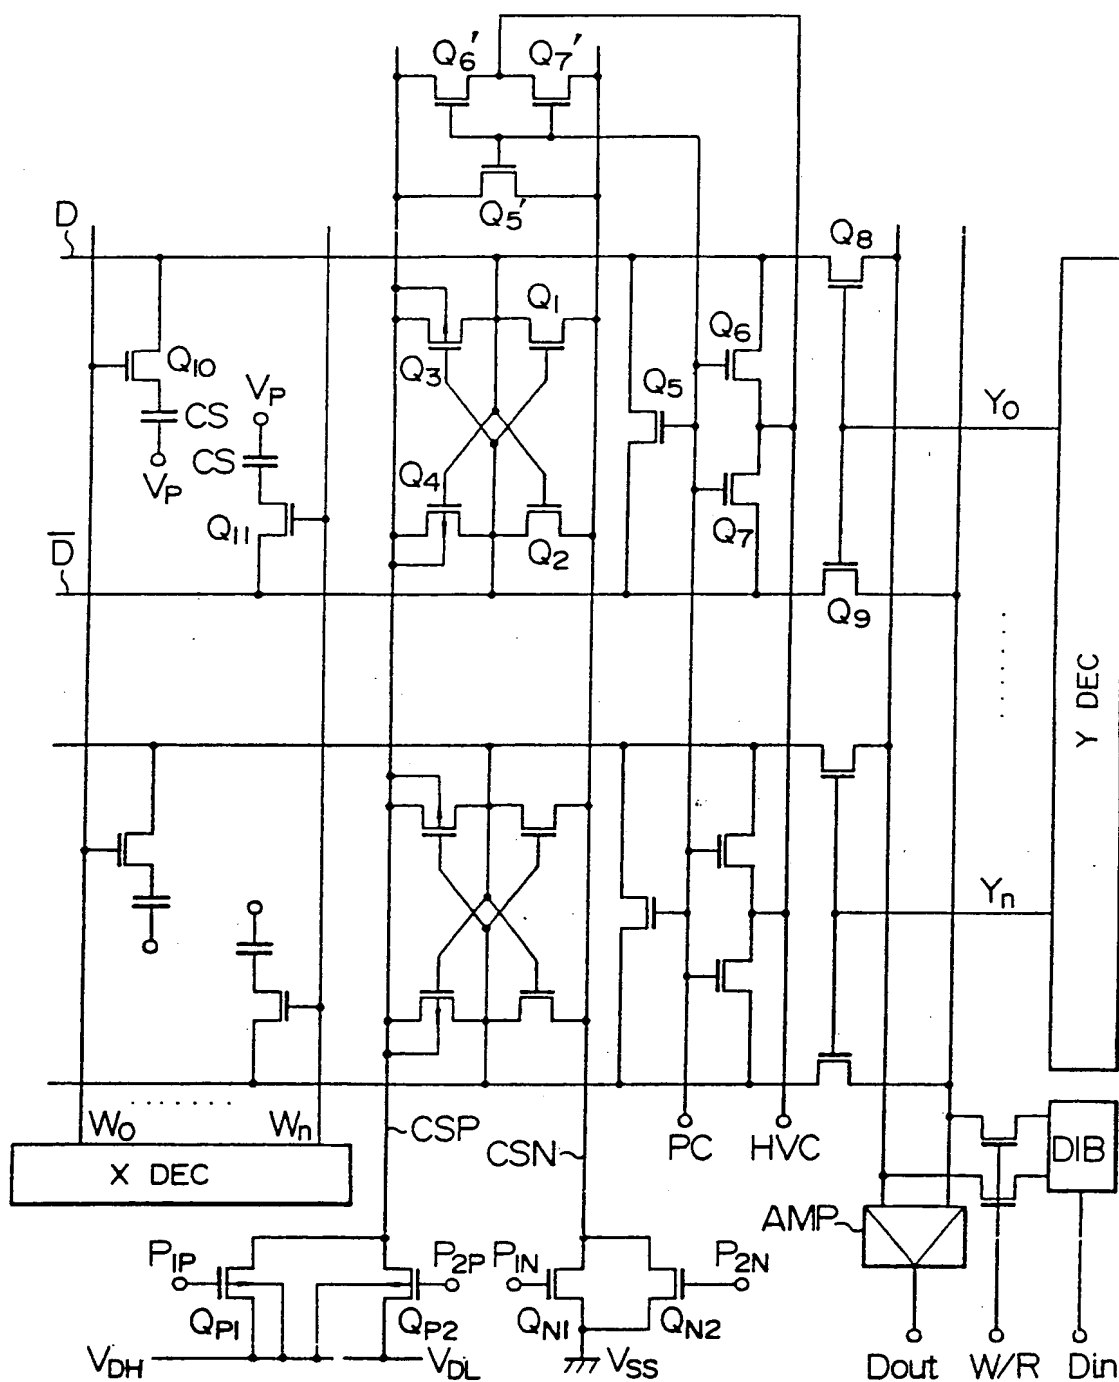 Q6' Q7'
Q5'
D
Q8
Q1
Q10
Q3
Q6
VP
CS
Q5
Y0
VP
CS
Q4
Q11
Q7
D̅
Q2
Q9
Y DEC
Yn
W0 Wn
CSP
CSN
PC HVC
DIB
X DEC
AMP
P1P P2P P1N P2N
QP1 QP2 QN1 QN2
VDH VDL VSS
Dout W/R Din